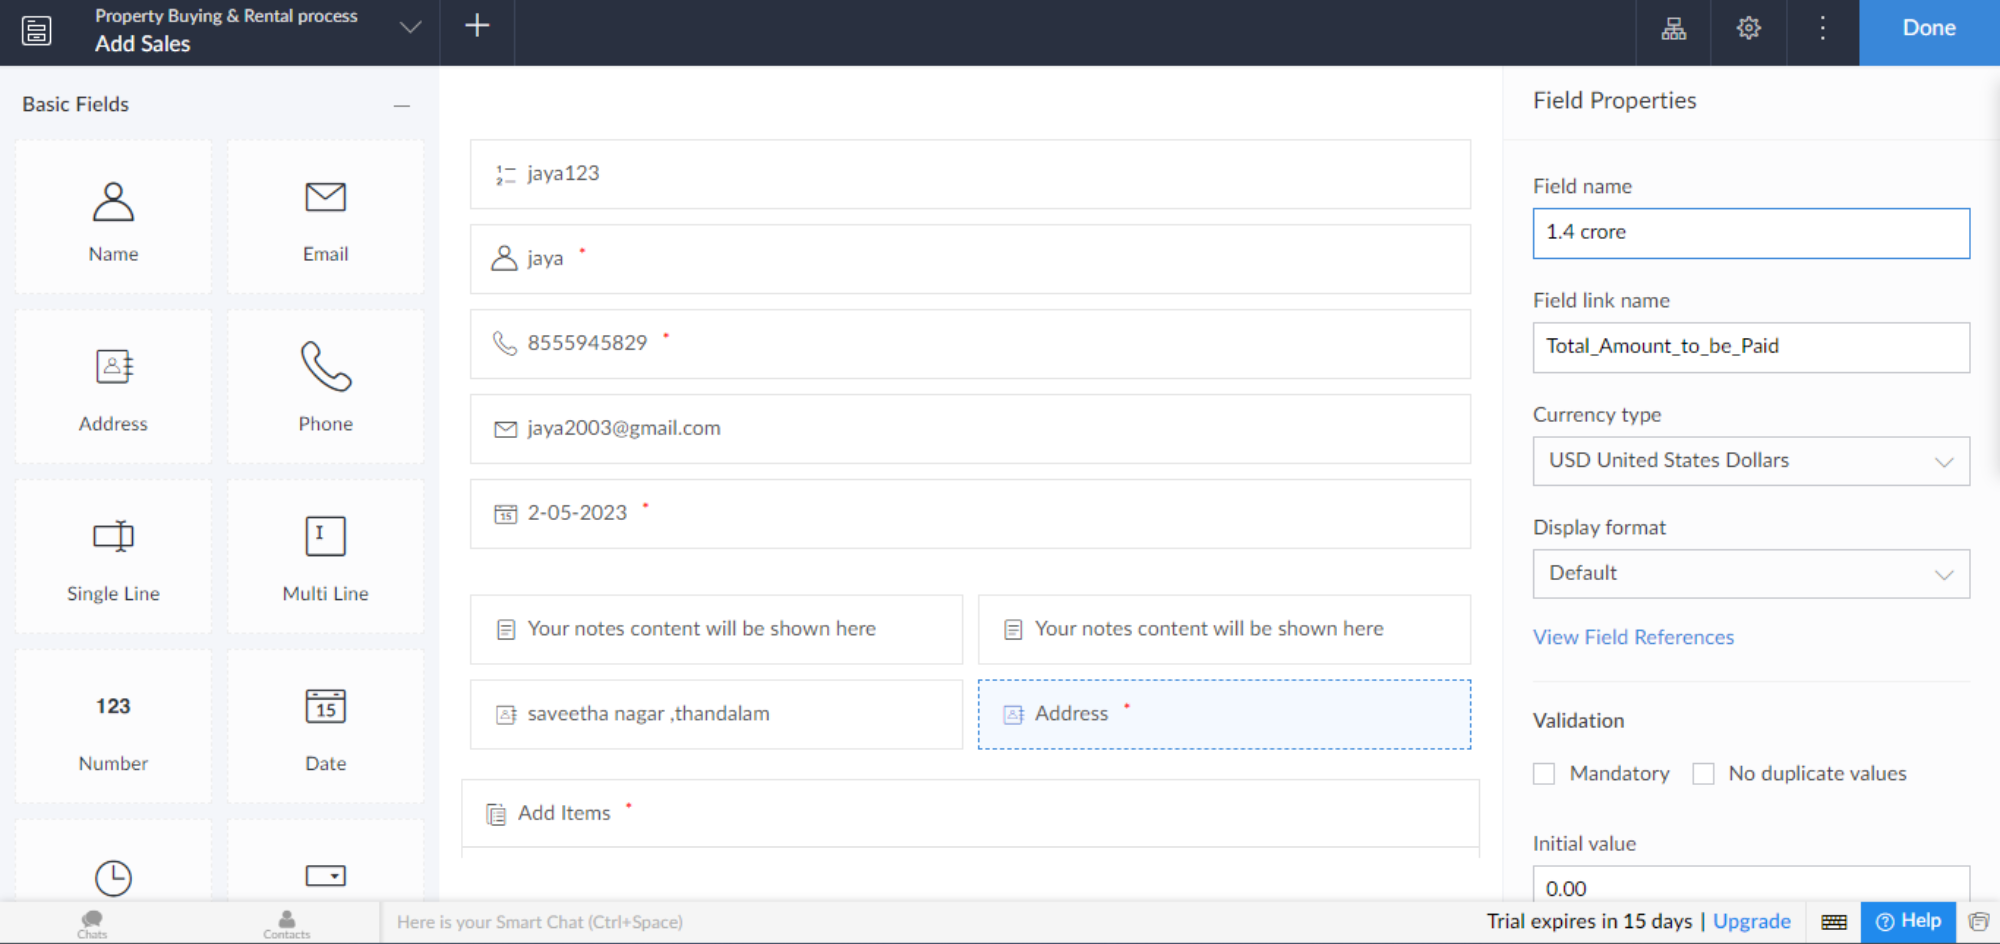 Property Buying & Rental process
Add Sales
Done
Basic Fields
Name
Email
Address
Phone
Single Line
Multi Line
123
Number
15
Date
1
2
jaya123
jaya *
8555945829 *
jaya2003@gmail.com
15
2-05-2023 *
Your notes content will be shown here
Your notes content will be shown here
saveetha nagar ,thandalam
Address *
Add Items *
Field Properties
Field name
1.4 crore
Field link name
Total_Amount_to_be_Paid
Currency type
USD United States Dollars
Display format
Default
View Field References
Validation
Mandatory
No duplicate values
Initial value
0.00
Chats
Contacts
Here is your Smart Chat (Ctrl+Space)
Trial expires in 15 days | Upgrade
? Help